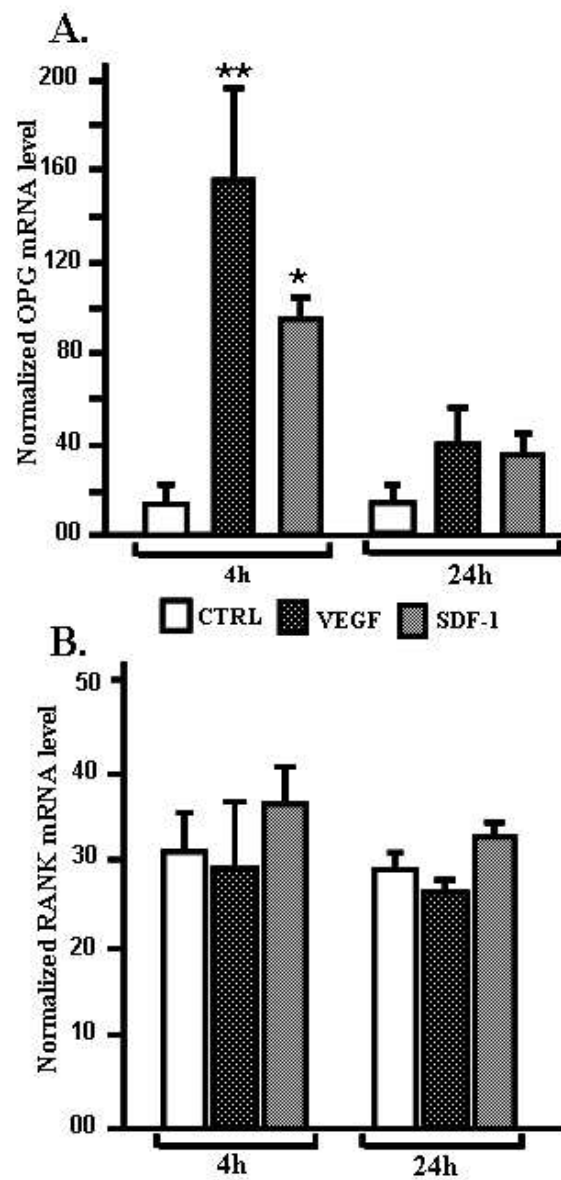 A.
Normalized OPG mRNA level
200
160
120
80
40
00
**
*
4h
24h
CTRL VEGF SDF-1
B.
Normalized RANK mRNA level
50
40
30
20
10
00
4h
24h